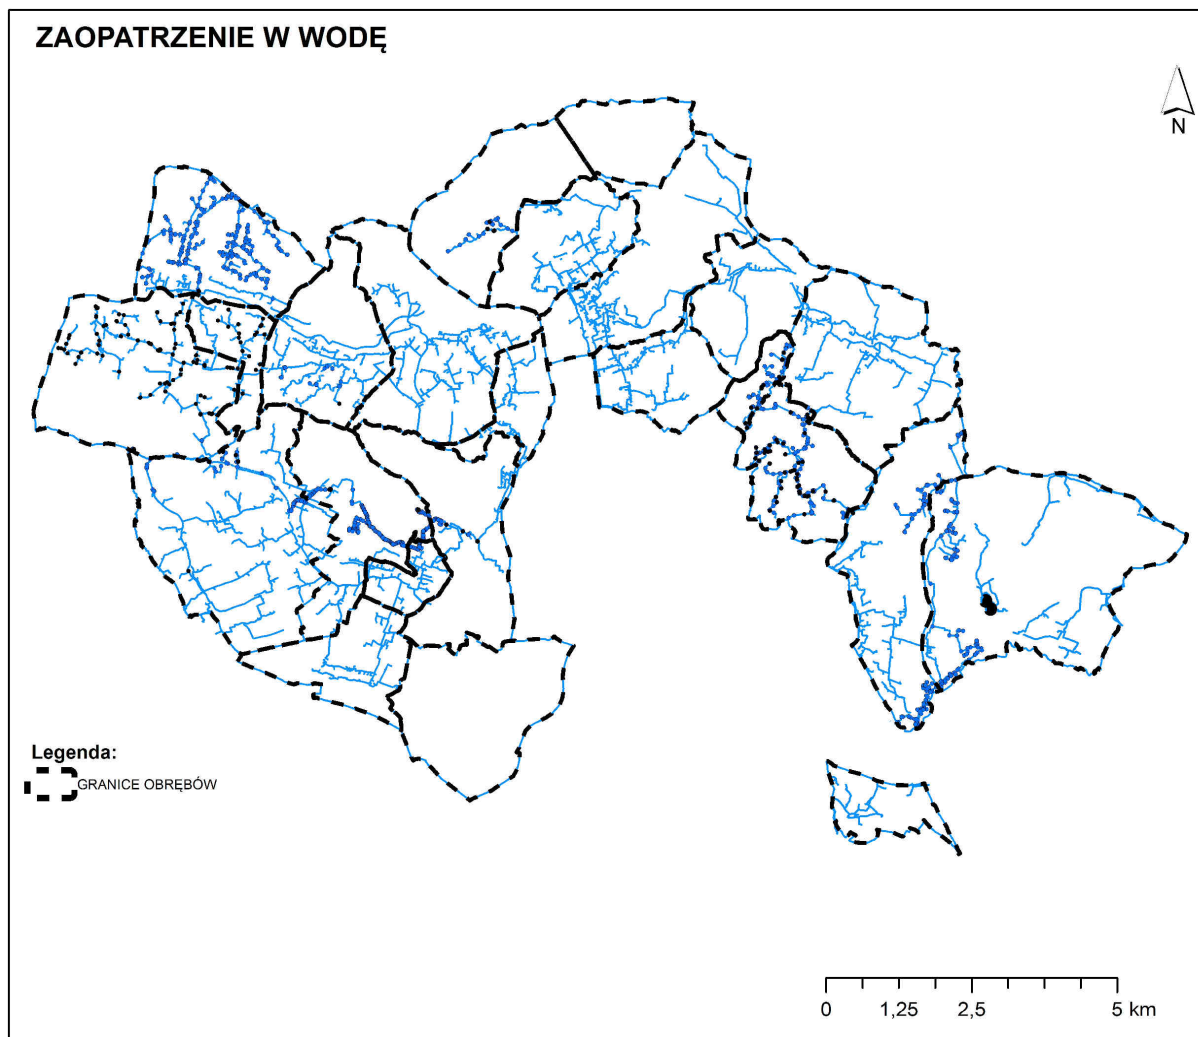 ZAOPATRZENIE W WODĘ
N
Legenda:
GRANICE OBRĘBÓW
0 1,25 2,5 5 km